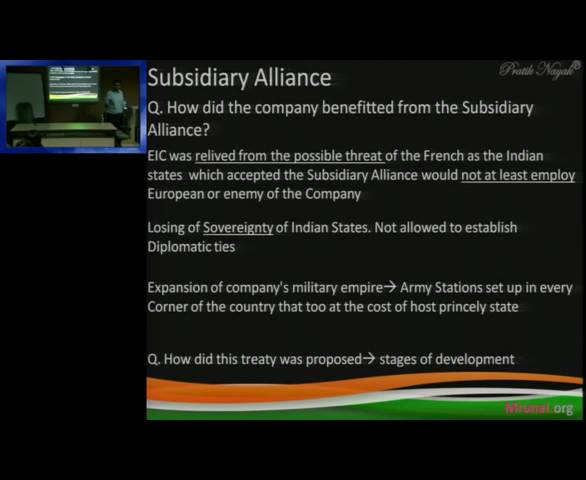 Subsidiary Alliance
Pratik Nayak
Q. How did the company benefitted from the Subsidiary
Alliance?
EIC was relived from the possible threat of the French as the Indian
states which accepted the Subsidiary Alliance would not at least employ
European or enemy of the Company
Losing of Sovereignty of Indian States. Not allowed to establish
Diplomatic ties
Expansion of company's military empire→ Army Stations set up in every
Corner of the country that too at the cost of host princely state
Q. How did this treaty was proposed→ stages of development
Mrunal.org